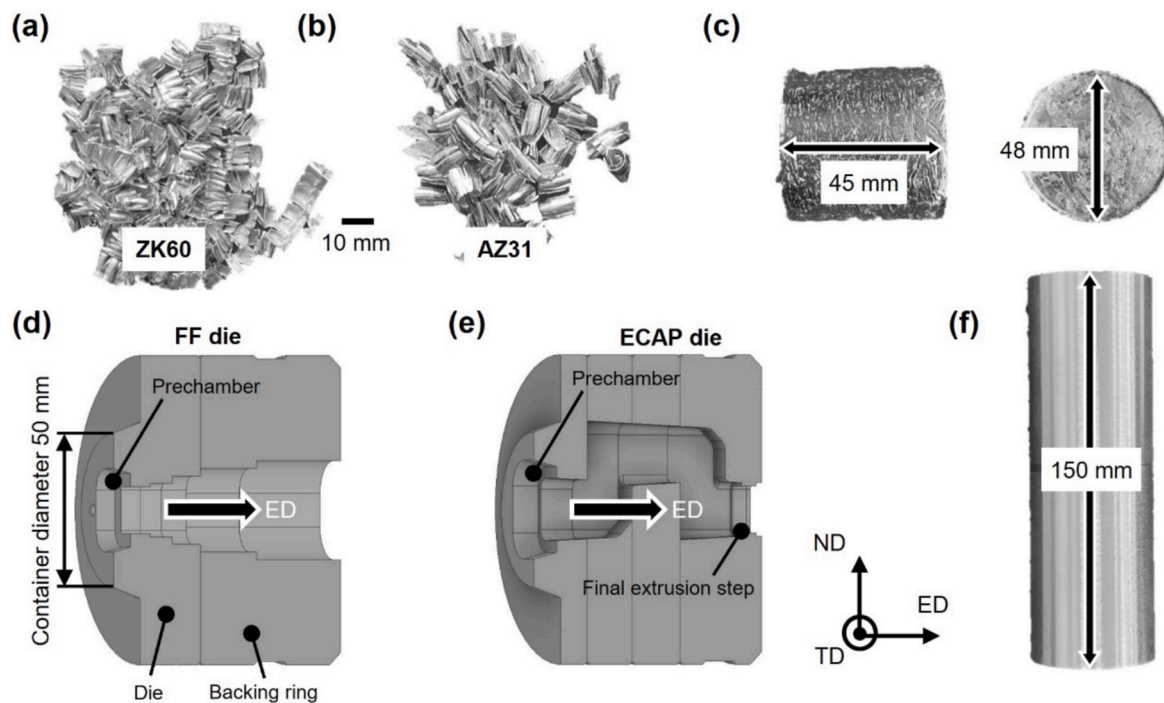 (a)
(b)
(c)
ZK60
10 mm
AZ31
45 mm
48 mm
(d)
FF die
Prechamber
Container diameter 50 mm
ED
Die
Backing ring
(e)
ECAP die
Prechamber
ED
Final extrusion step
ND
ED
TD
(f)
150 mm